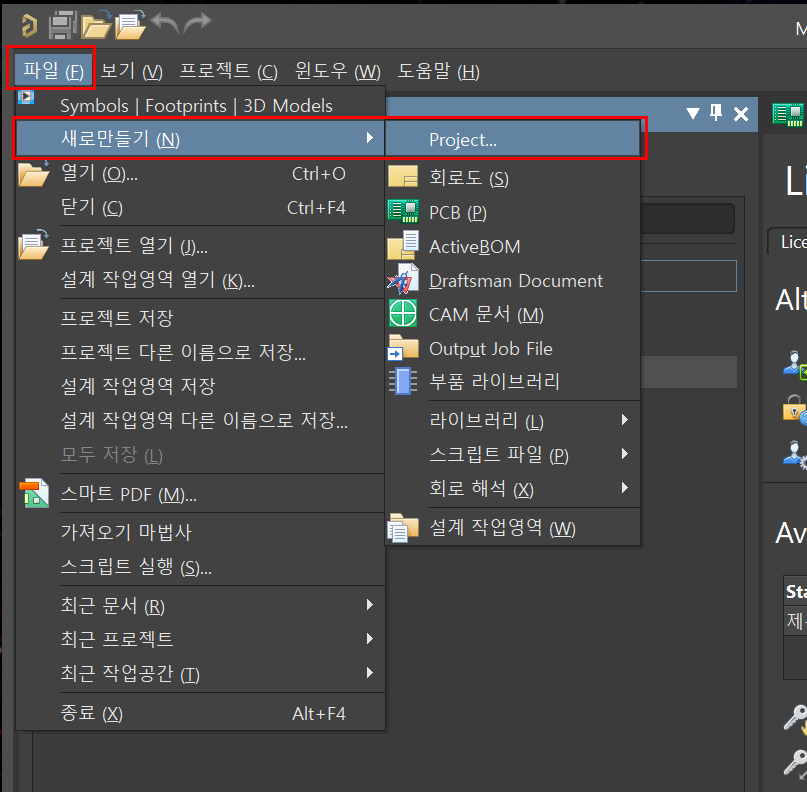 파일 (F) 보기 (V) 프로젝트 (C) 윈도우 (W) 도움말 (H)
Symbols | Footprints | 3D Models
새로만들기 (N)
열기 (O)... Ctrl+O
닫기 (C) Ctrl+F4
프로젝트 열기 (J)...
설계 작업영역 열기 (K)...
프로젝트 저장
프로젝트 다른 이름으로 저장...
설계 작업영역 저장
설계 작업영역 다른 이름으로 저장...
모두 저장 (L)
스마트 PDF (M)...
가져오기 마법사
스크립트 실행 (S)...
최근 문서 (R)
최근 프로젝트
최근 작업공간 (T)
종료 (X) Alt+F4
Project...
회로도 (S)
PCB (P)
ActiveBOM
Draftsman Document
CAM 문서 (M)
Output Job File
부품 라이브러리
라이브러리 (L)
스크립트 파일 (P)
회로 해석 (X)
설계 작업영역 (W)
Li
Lice
Alt
Av
Sta
제